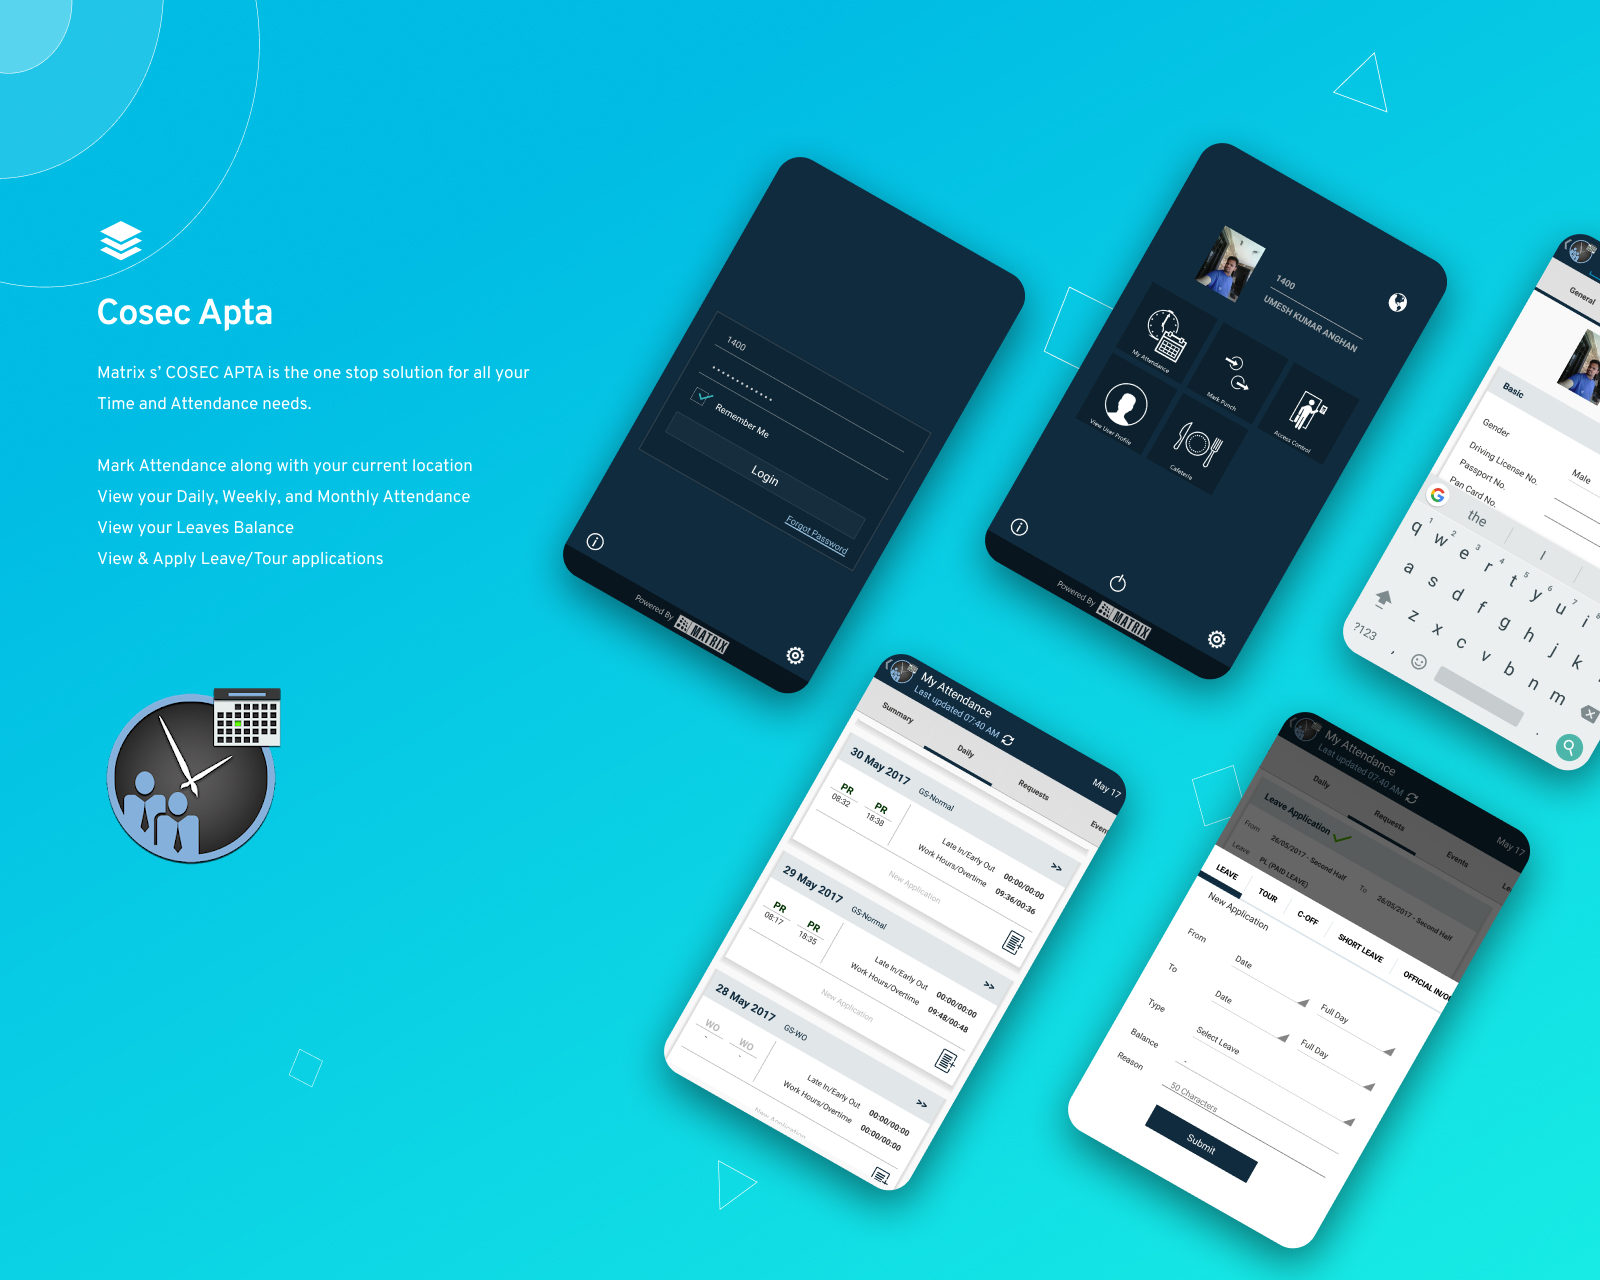 Cosec Apta
Matrix s’ COSEC APTA is the one stop solution for all your
Time and Attendance needs.
Mark Attendance along with your current location
View your Daily, Weekly, and Monthly Attendance
View your Leaves Balance
View & Apply Leave/Tour applications
1400
Remember Me
Login
Forgot Password
Powered By MATRIX
1400
UMESH KUMAR ANGHAN
My Attendance
Mark Punch
Access Control
View User Profile
Cafeteria
Powered By MATRIX
General
Basic
Gender
Male
Driving License No.
Passport No.
Pan Card No.
the
I
q w e r t y u i
1 2 3 4 5 6 7 8
a s d f g h j k
z x c v b n m
?123 , .
My Attendance
Last updated 07:40 AM
May 17
Summary Daily Requests
30 May 2017 GS-Normal >>
PR PR
08:32 18:38
Late In/Early Out 00:00/00:00
Work Hours/Overtime 09:36/00:36
New Application
29 May 2017 GS-Normal >>
PR PR
08:17 18:35
Late In/Early Out 00:00/00:00
Work Hours/Overtime 09:48/00:48
New Application
28 May 2017 GS-WO >>
WO WO
- -
Late In/Early Out 00:00/00:00
Work Hours/Overtime 00:00/00:00
New Application
My Attendance
Last updated 07:40 AM
May 17
Daily Requests Events
Leave Application
From 26/05/2017 - Second Half To 26/05/2017 - Second Half
Leave PL (PAID LEAVE)
LEAVE TOUR C-OFF SHORT LEAVE OFFICIAL IN/O
New Application
From Date Full Day
To Date Full Day
Type Select Leave
Balance -
Reason 50 Characters
Submit